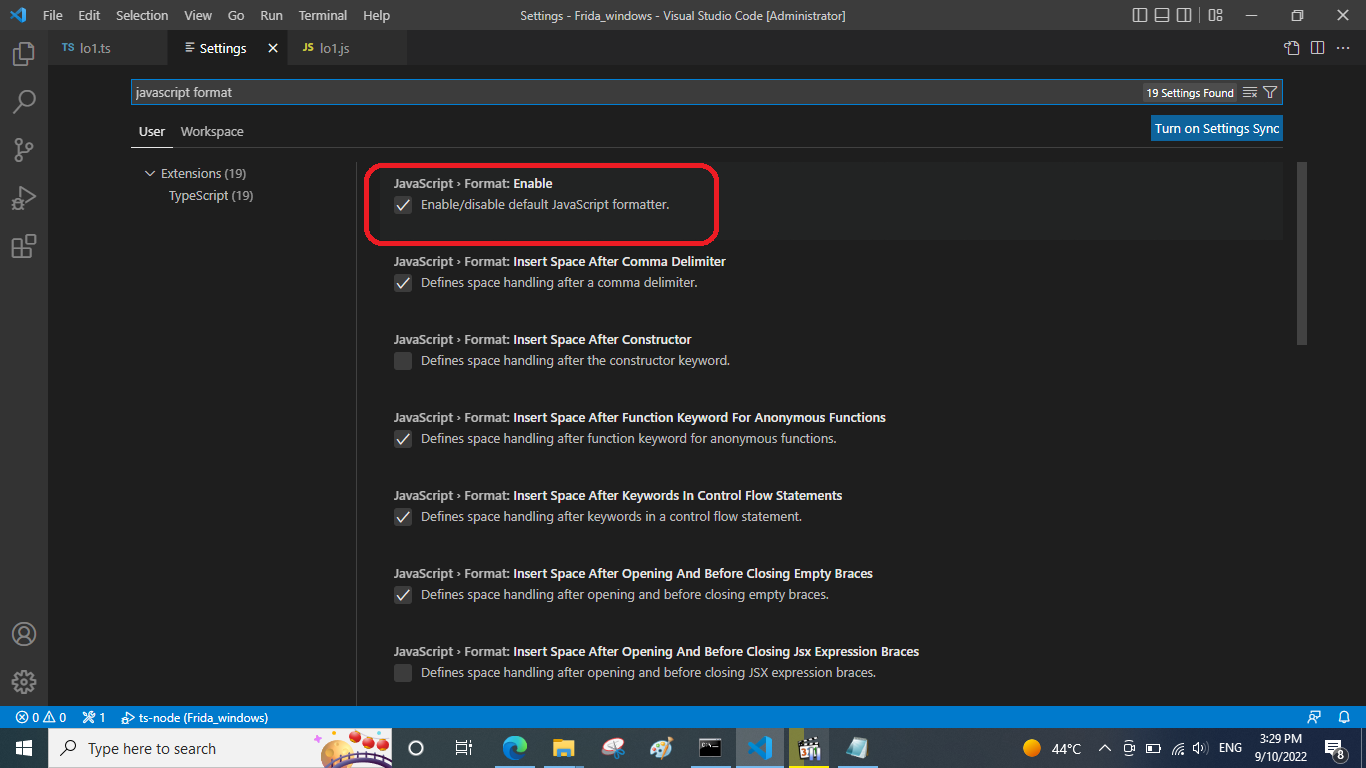 File Edit Selection View Go Run Terminal Help Settings - Frida_windows - Visual Studio Code [Administrator]
TS lo1.ts Settings JS lo1.js
javascript format 19 Settings Found
User Workspace Turn on Settings Sync
Extensions (19)
TypeScript (19)
JavaScript › Format: Enable
Enable/disable default JavaScript formatter.
JavaScript › Format: Insert Space After Comma Delimiter
Defines space handling after a comma delimiter.
JavaScript › Format: Insert Space After Constructor
Defines space handling after the constructor keyword.
JavaScript › Format: Insert Space After Function Keyword For Anonymous Functions
Defines space handling after function keyword for anonymous functions.
JavaScript › Format: Insert Space After Keywords In Control Flow Statements
Defines space handling after keywords in a control flow statement.
JavaScript › Format: Insert Space After Opening And Before Closing Empty Braces
Defines space handling after opening and before closing empty braces.
JavaScript › Format: Insert Space After Opening And Before Closing Jsx Expression Braces
Defines space handling after opening and before closing JSX expression braces.
0 0 1 ts-node (Frida_windows)
Type here to search
44°C ENG
3:29 PM
9/10/2022
8